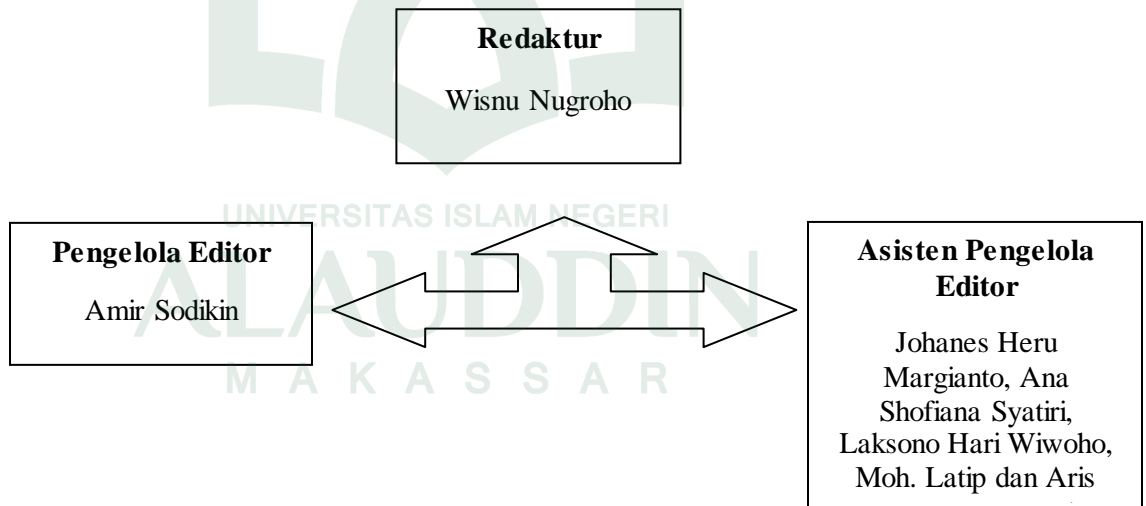 Redaktur
Wisnu Nugroho
UNIVERSITAS ISLAM NEGERI
ALAUDDIN
MAKASSAR
Pengelola Editor
Amir Sodikin
Asisten Pengelola
Editor
Johanes Heru
Margianto, Ana
Shofiana Syatiri,
Laksono Hari Wiwoho,
Moh. Latip dan Aris